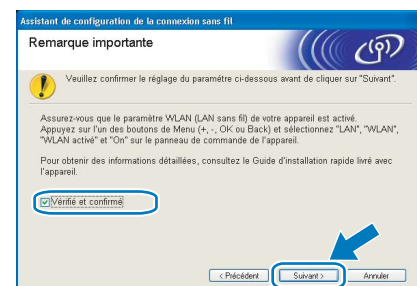 Assistant de configuration de la connexion sans fil
Remarque importante
Veuillez confirmer le réglage du paramètre ci-dessous avant de cliquer sur "Suivant".
Assurez-vous que le paramètre WLAN (LAN sans fil) de votre appareil est activé.
Appuyez sur l'un des boutons de Menu (+, -, OK ou Back) et sélectionnez "LAN", "WLAN",
"WLAN activé" et "On" sur le panneau de commande de l'appareil.
Pour obtenir des informations détaillées, consultez le Guide d'installation rapide livré avec
l'appareil.
Vérifié et confirmé
< Précédent
Suivant >
Annuler